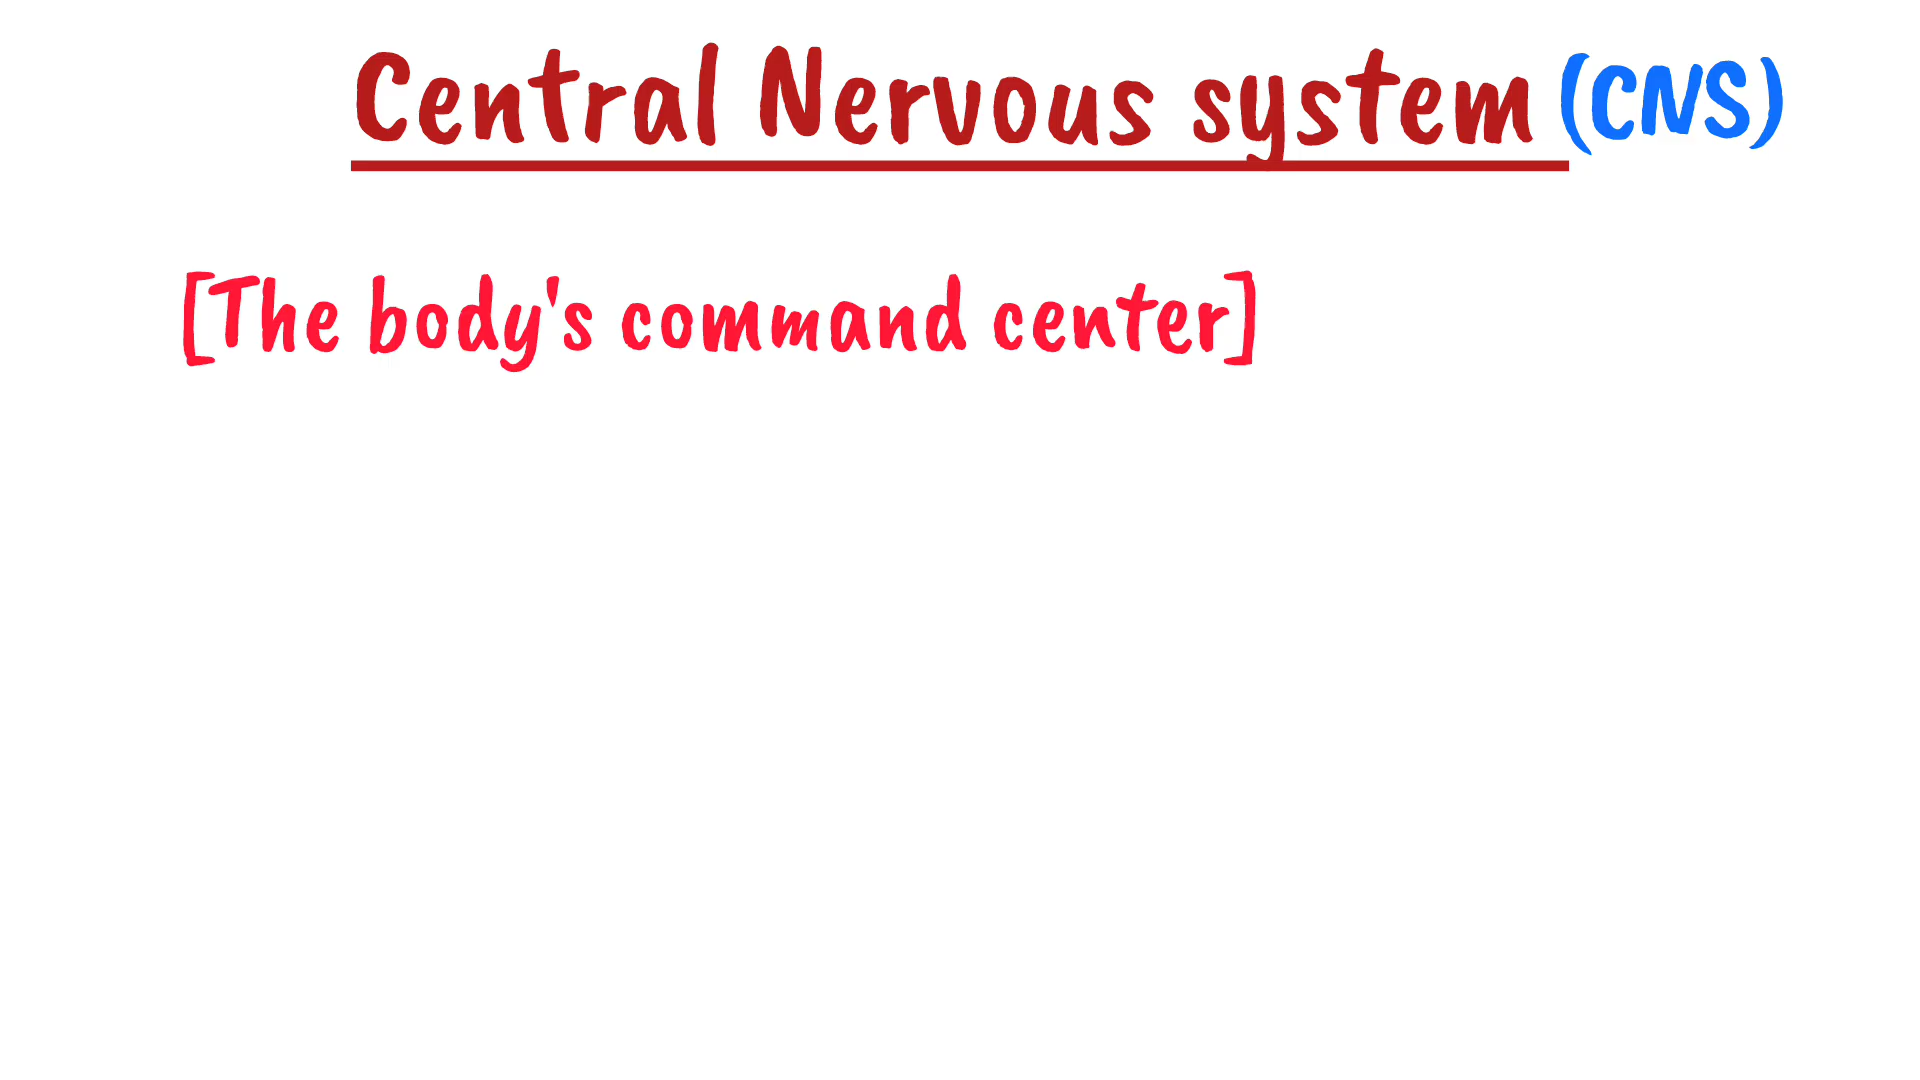 Central Nervous system (CNS)
[The body's command center]